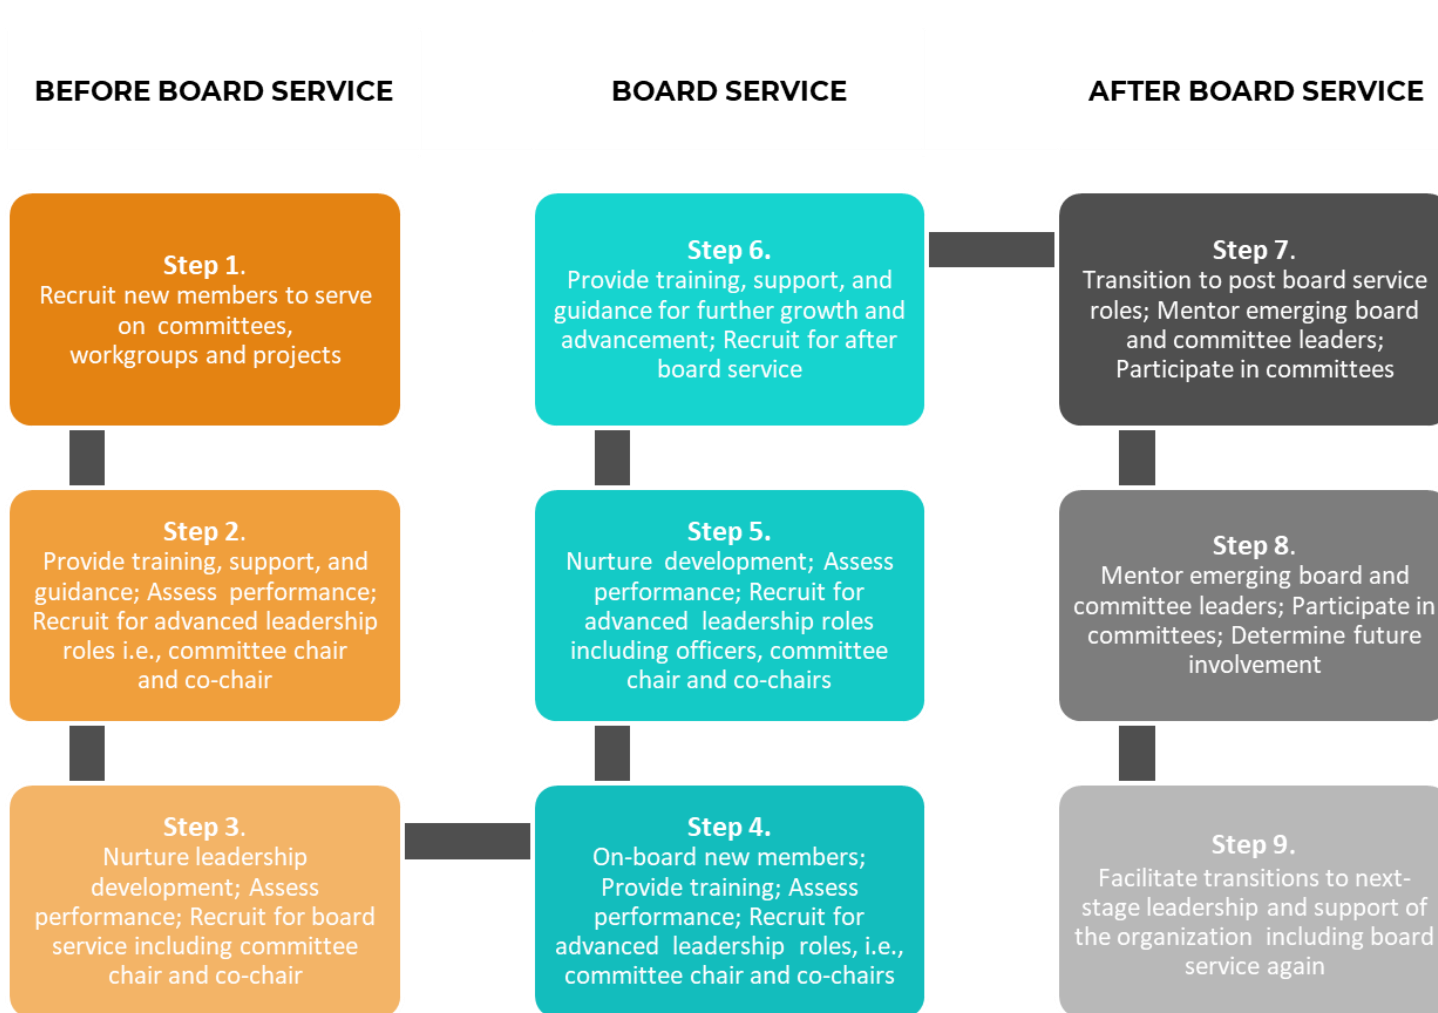 BEFORE BOARD SERVICE
BOARD SERVICE
AFTER BOARD SERVICE
Step 1.
Recruit new members to serve
on committees,
workgroups and projects
Step 2.
Provide training, support, and
guidance; Assess performance;
Recruit for advanced leadership
roles i.e., committee chair
and co-chair
Step 3.
Nurture leadership
development; Assess
performance; Recruit for board
service including committee
chair and co-chair
Step 4.
On-board new members;
Provide training; Assess
performance; Recruit for
advanced leadership roles, i.e.,
committee chair and co-chairs
Step 5.
Nurture development; Assess
performance; Recruit for
advanced leadership roles
including officers, committee
chair and co-chairs
Step 6.
Provide training, support, and
guidance for further growth and
advancement; Recruit for after
board service
Step 7.
Transition to post board service
roles; Mentor emerging board
and committee leaders;
Participate in committees
Step 8.
Mentor emerging board and
committee leaders; Participate in
committees; Determine future
involvement
Step 9.
Facilitate transitions to next-
stage leadership and support of
the organization including board
service again